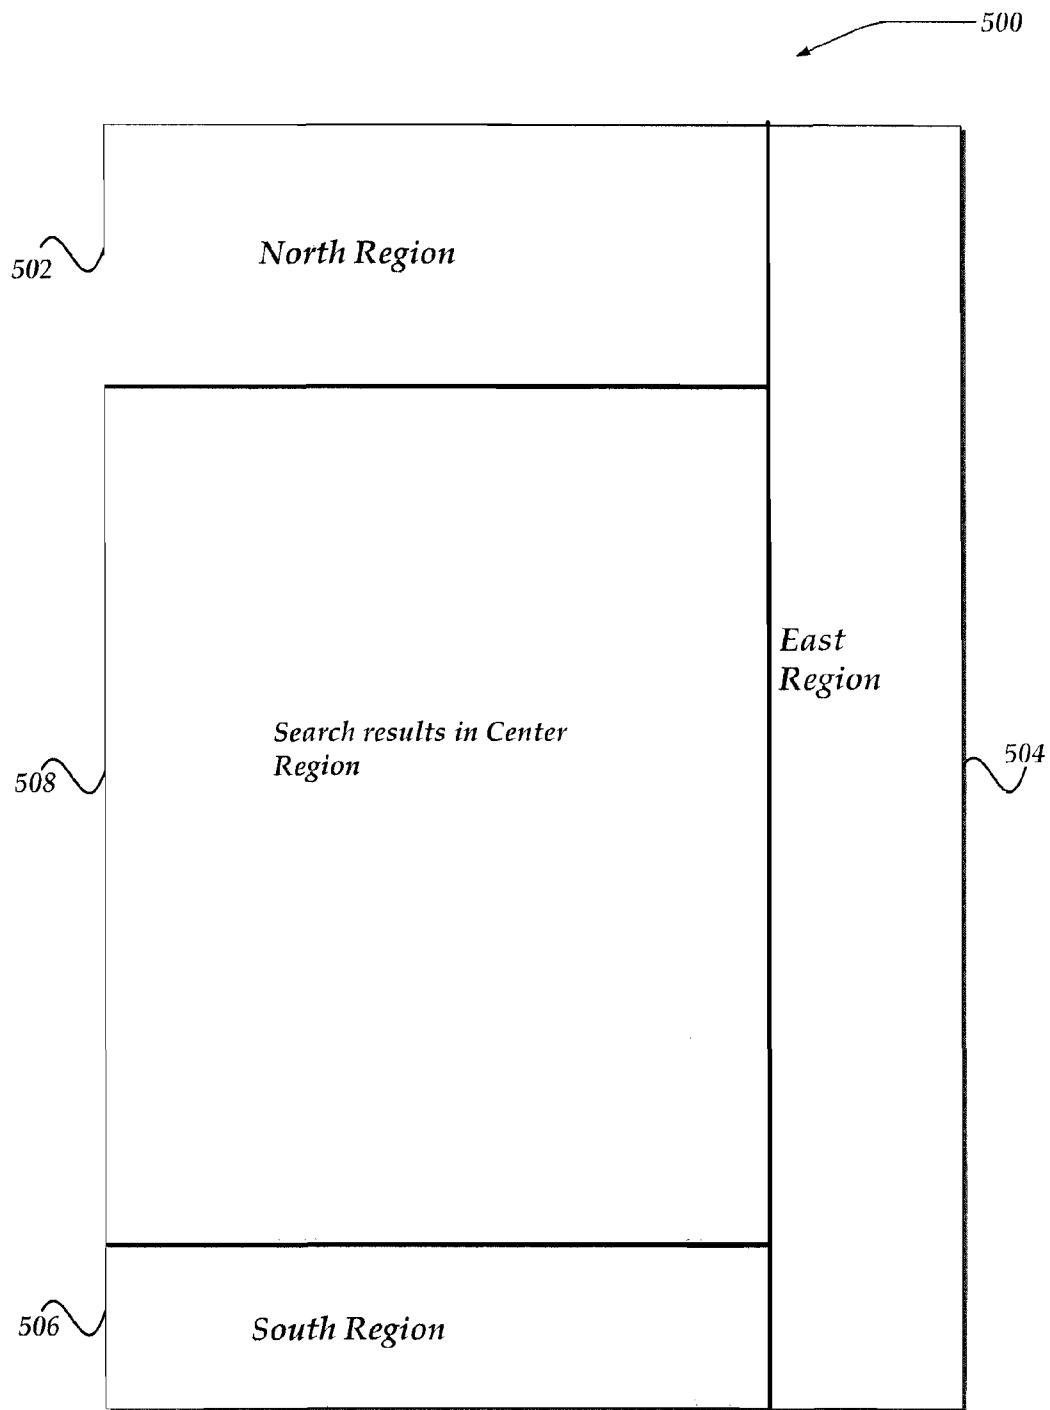 500
North Region
502
East
Region
Search results in Center
Region
504
508
South Region
506